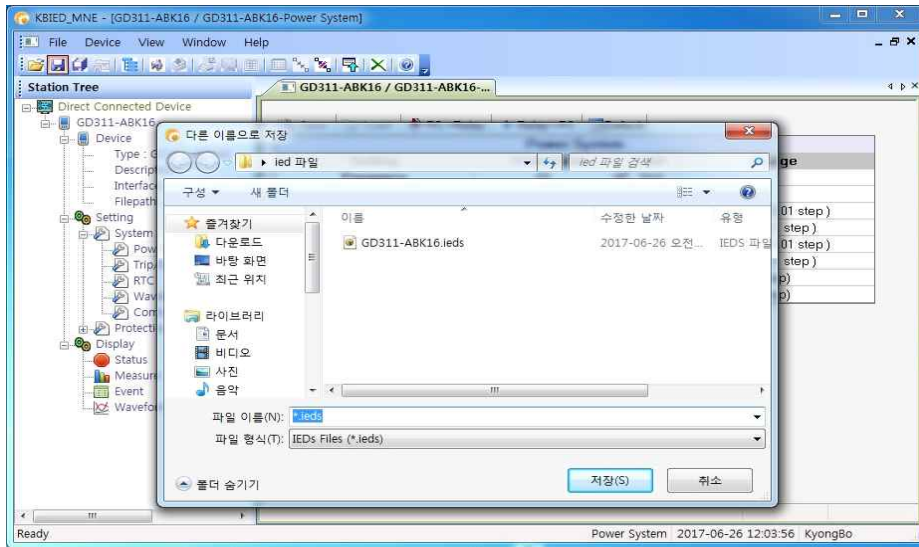 KBIED_MNE - [GD311-ABK16 / GD311-ABK16-Power System]
File Device View Window Help
Station Tree
GD311-ABK16 / GD311-ABK16-...
Direct Connected Device
GD311-ABK16
Device
Type : G
Descript
Interfac
Filepath
Setting
System
Pow
Trip/
RTC
Wav
Com
Protecti
Display
Status
Measure
Event
Wavefo
Power System
ge
01 step )
step )
01 step )
step )
p)
p)
다른 이름으로 저장
ied 파일
ied 파일 검색
구성
새 폴더
즐겨찾기
다운로드
바탕 화면
최근 위치
라이브러리
문서
비디오
사진
음악
이름 수정한 날짜 유형
GD311-ABK16.ieds 2017-06-26 오전... IEDS 파일
파일 이름(N): *.ieds
파일 형식(T): IEDs Files (*.ieds)
폴더 숨기기
저장(S) 취소
Ready
Power System 2017-06-26 12:03:56 KyongBo